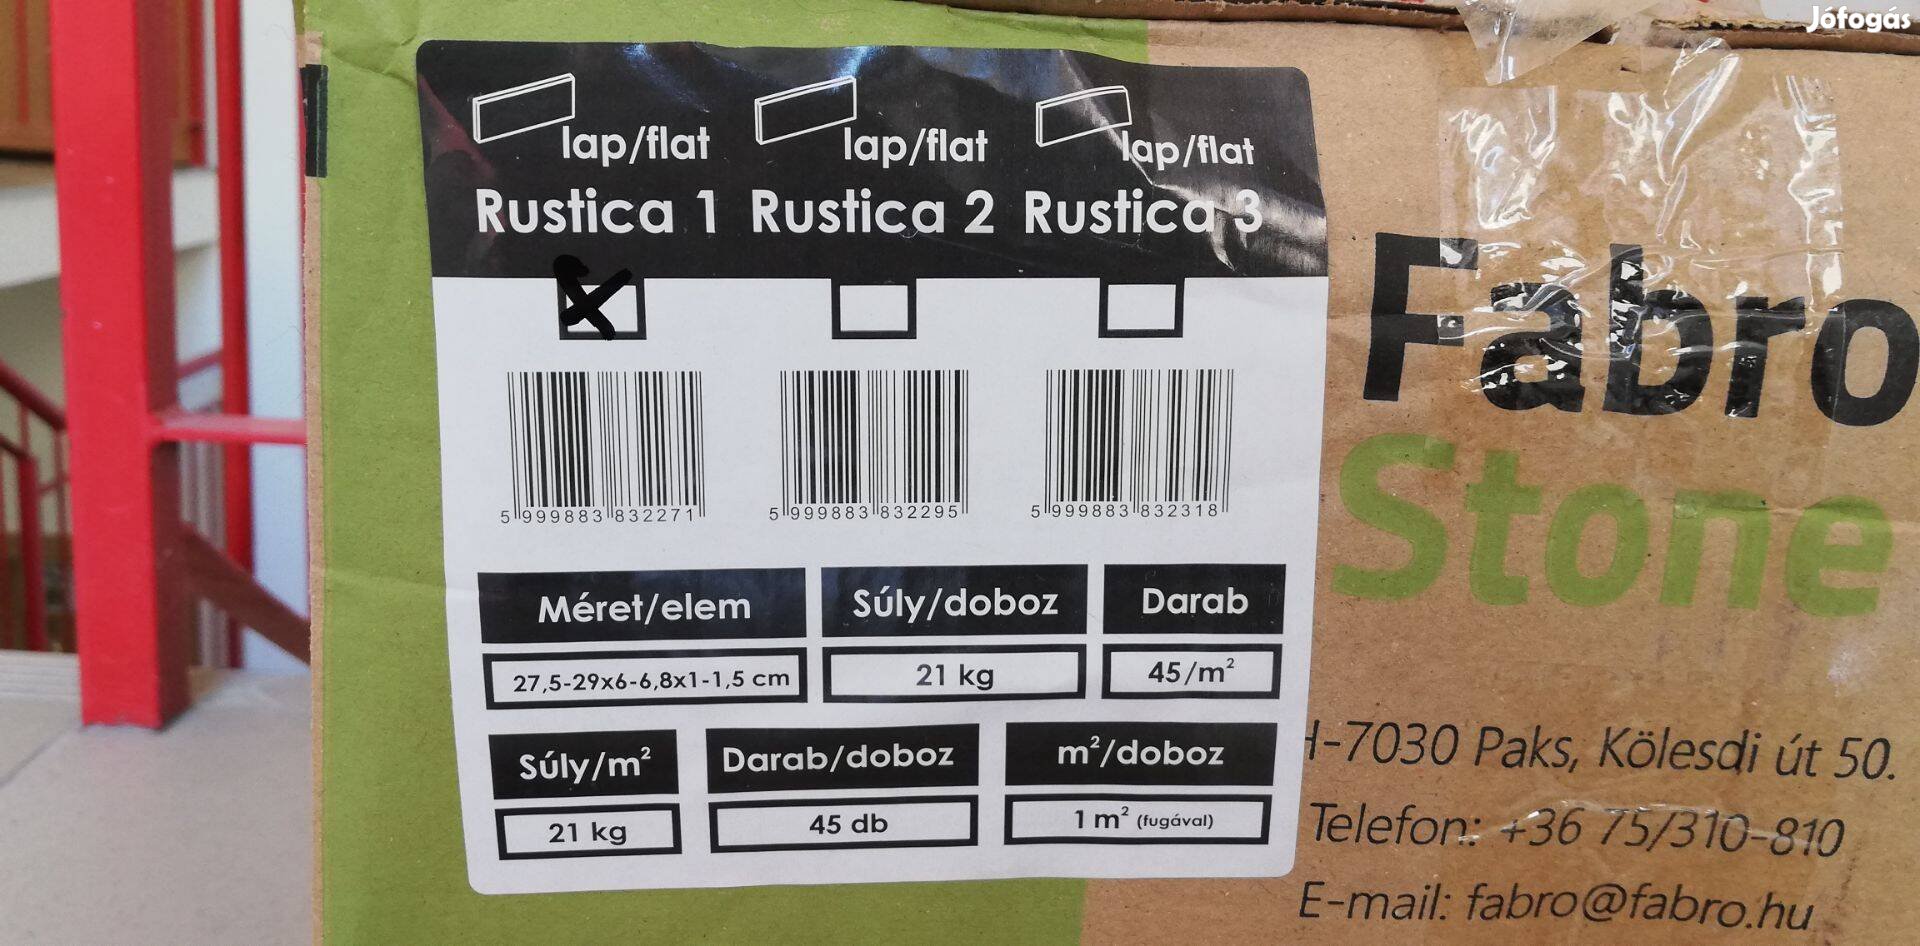 Jófogás
lap/flat lap/flat lap/flat
Rustica 1 Rustica 2 Rustica 3
5 999883 832271 5 999883 832295 5 999883 832318
Méret/elem Súly/doboz Darab
27,5-29x6-6,8x1-1,5 cm 21 kg 45/m²
Súly/m² Darab/doboz m²/doboz
21 kg 45 db 1 m² (fugával)
Fabro
Stone
H-7030 Paks, Kölesdi út 50.
Telefon: +36 75/310-810
E-mail: fabro@fabro.hu